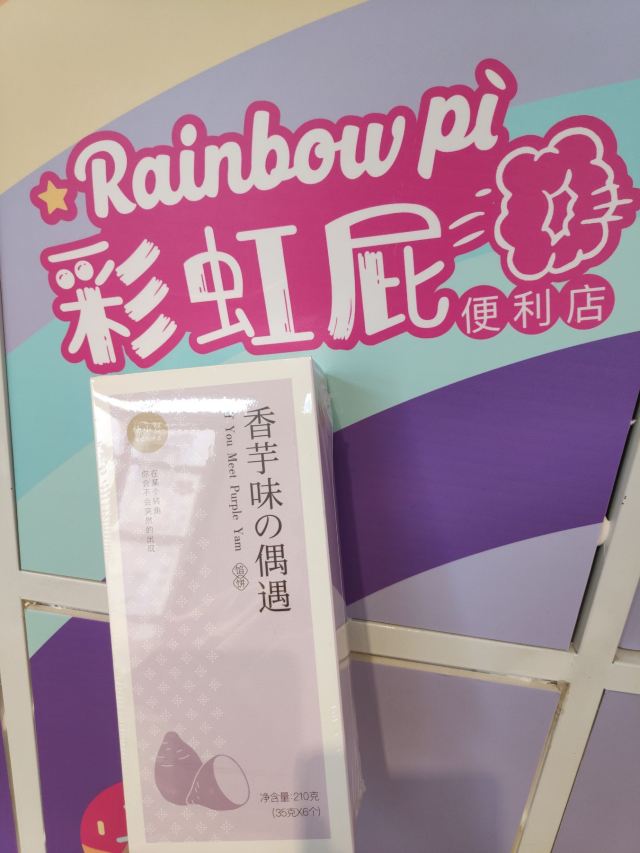 Rainbow pì
彩虹屁
便利店
香芋味の偶遇
If You Meet Purple Yam
馅饼
在某个转角
你会不会突然的出现
净含量:210克
(35克X6个)